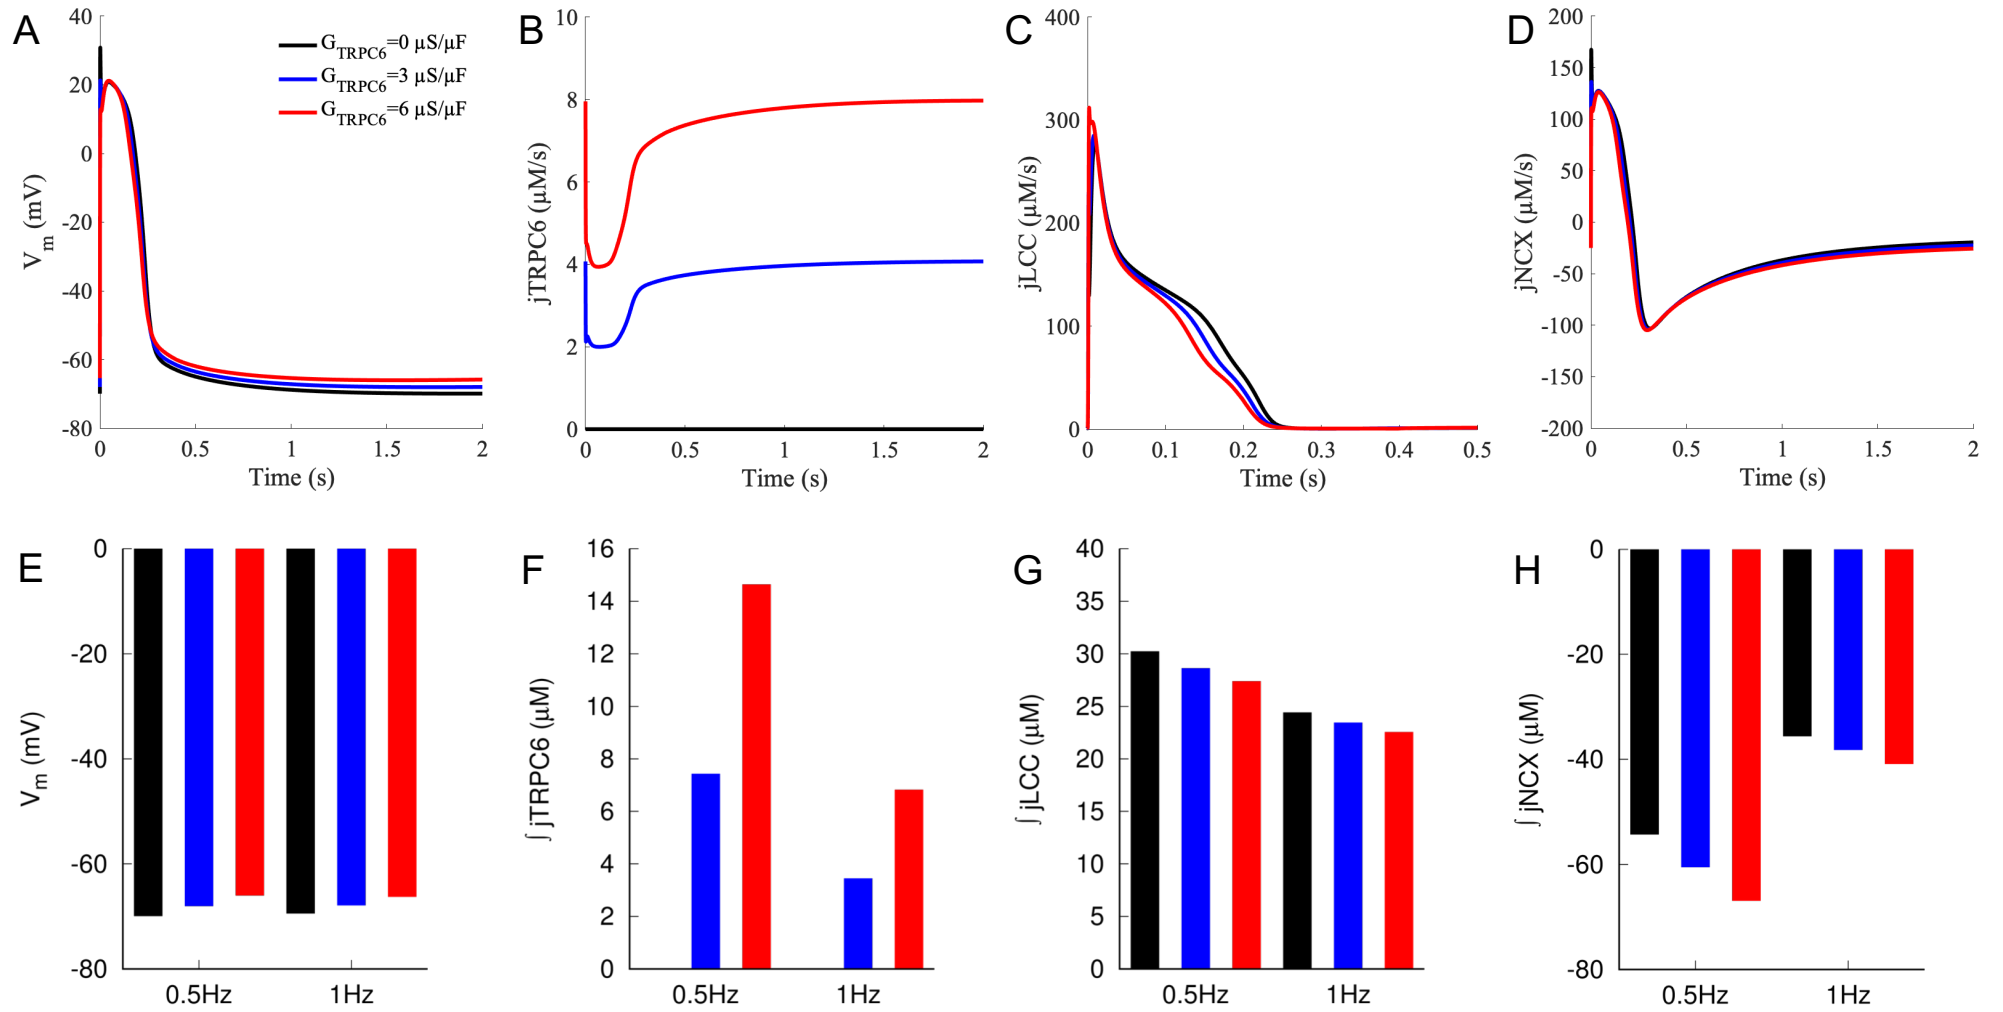 A
40
20
0
-20
-40
-60
-80
V_m (mV)
G_TRPC6=0 µS/µF
G_TRPC6=3 µS/µF
G_TRPC6=6 µS/µF
0 0.5 1 1.5 2
Time (s)
B
10
8
6
4
2
0
jTRPC6 (µM/s)
0 0.5 1 1.5 2
Time (s)
C
400
300
200
100
0
jLCC (µM/s)
0 0.1 0.2 0.3 0.4 0.5
Time (s)
D
200
150
100
50
0
-50
-100
-150
-200
jNCX (µM/s)
0 0.5 1 1.5 2
Time (s)
E
0
-20
-40
-60
-80
V_m (mV)
0.5Hz 1Hz
F
16
14
12
10
8
6
4
2
0
∫ jTRPC6 (µM)
0.5Hz 1Hz
G
40
35
30
25
20
15
10
5
0
∫ jLCC (µM)
0.5Hz 1Hz
H
0
-20
-40
-60
-80
∫ jNCX (µM)
0.5Hz 1Hz